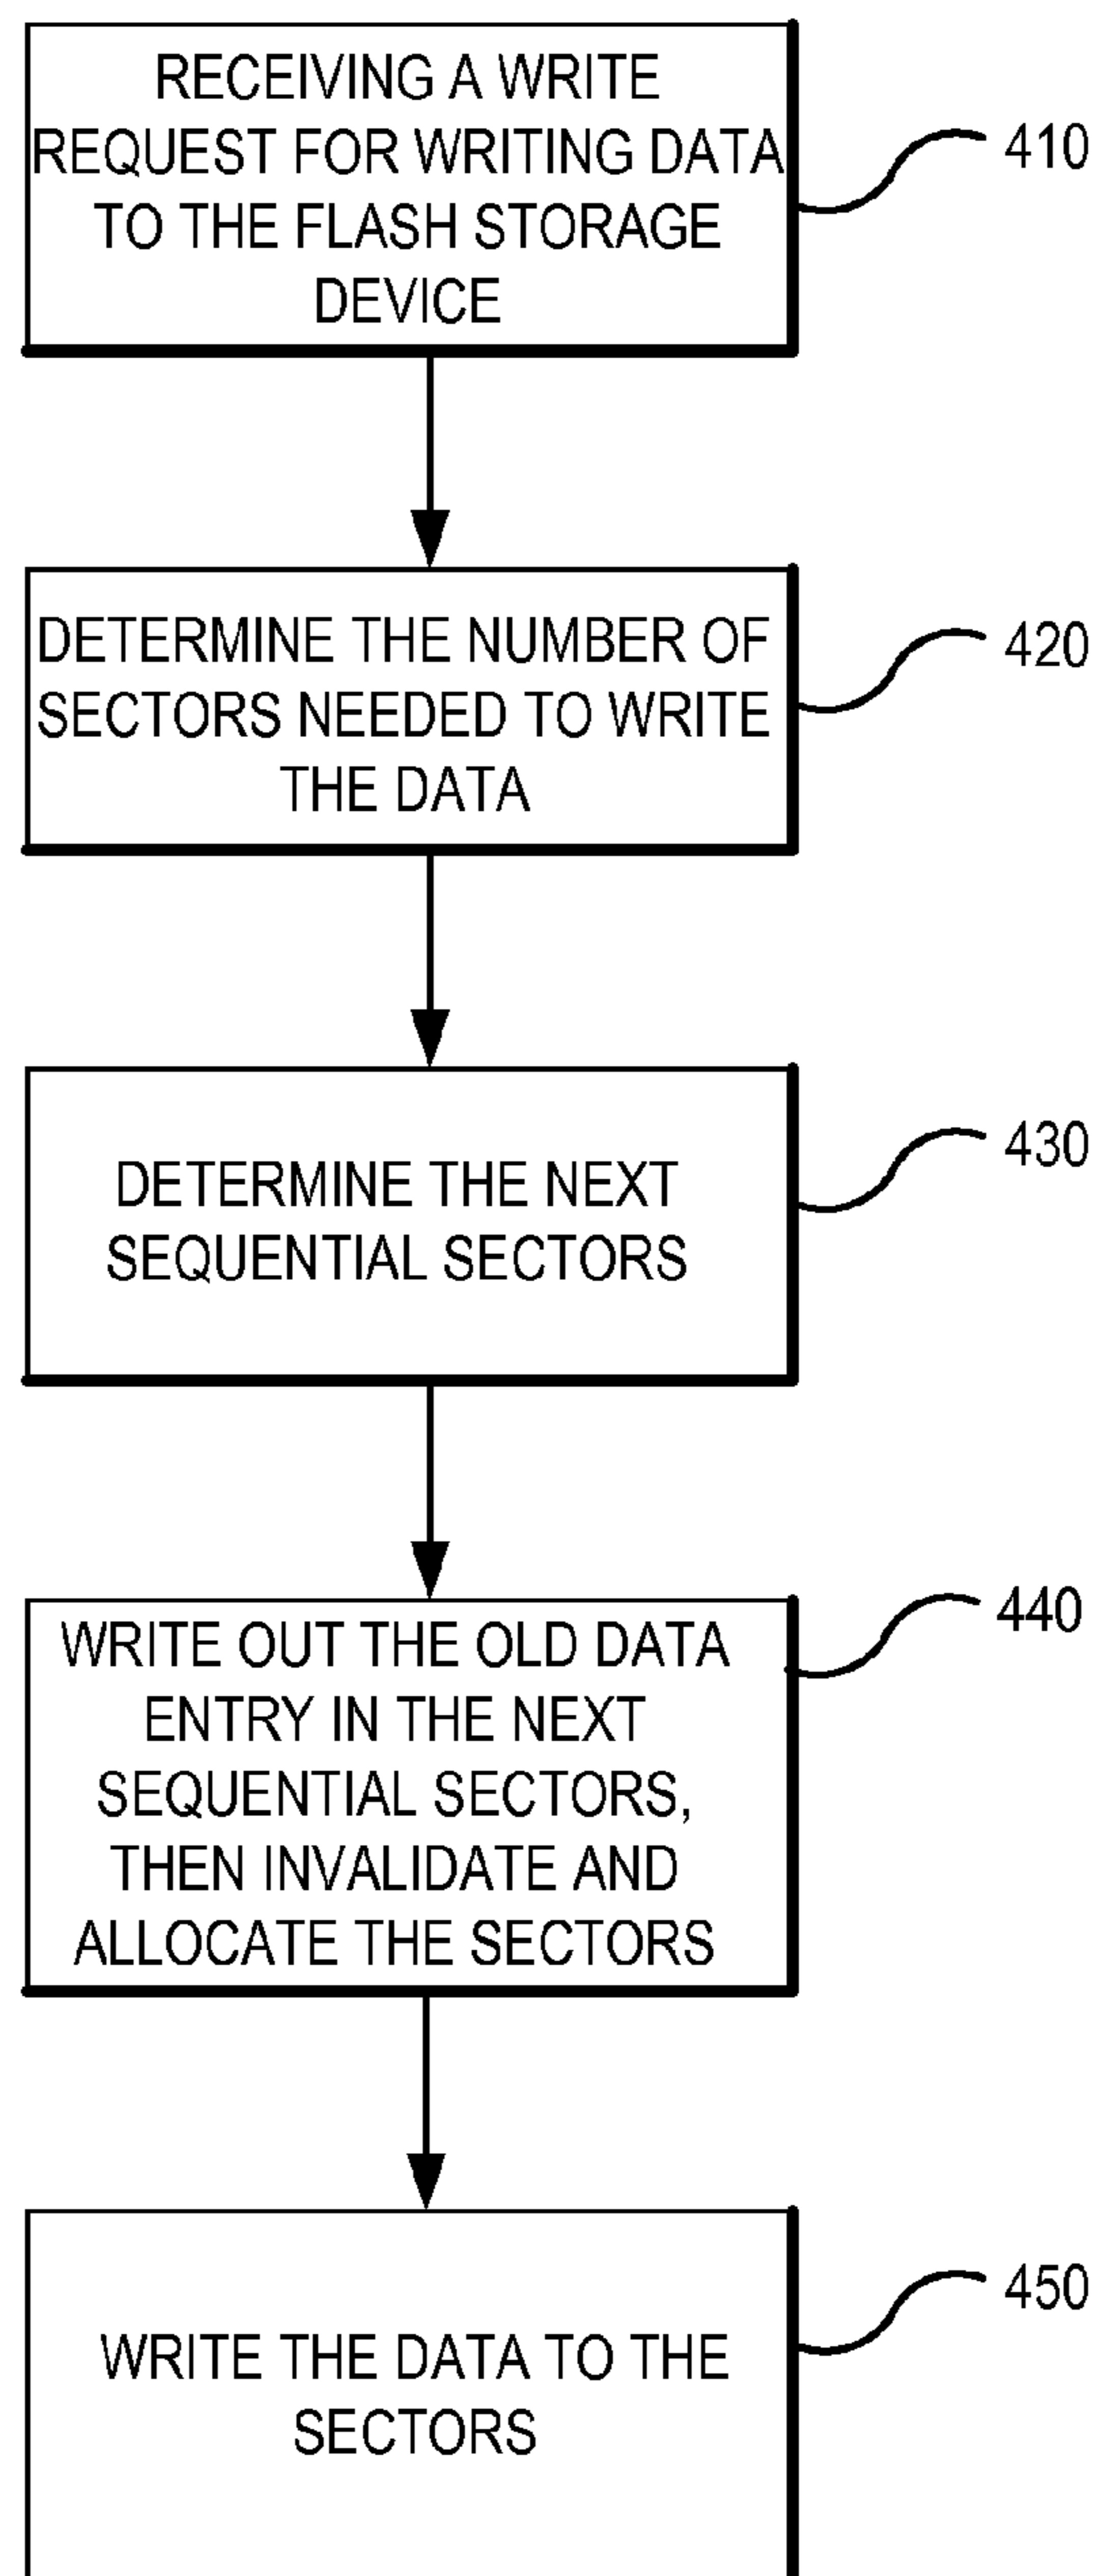 RECEIVING A WRITE
REQUEST FOR WRITING DATA
TO THE FLASH STORAGE
DEVICE
410
DETERMINE THE NUMBER OF
SECTORS NEEDED TO WRITE
THE DATA
420
DETERMINE THE NEXT
SEQUENTIAL SECTORS
430
WRITE OUT THE OLD DATA
ENTRY IN THE NEXT
SEQUENTIAL SECTORS,
THEN INVALIDATE AND
ALLOCATE THE SECTORS
440
WRITE THE DATA TO THE
SECTORS
450